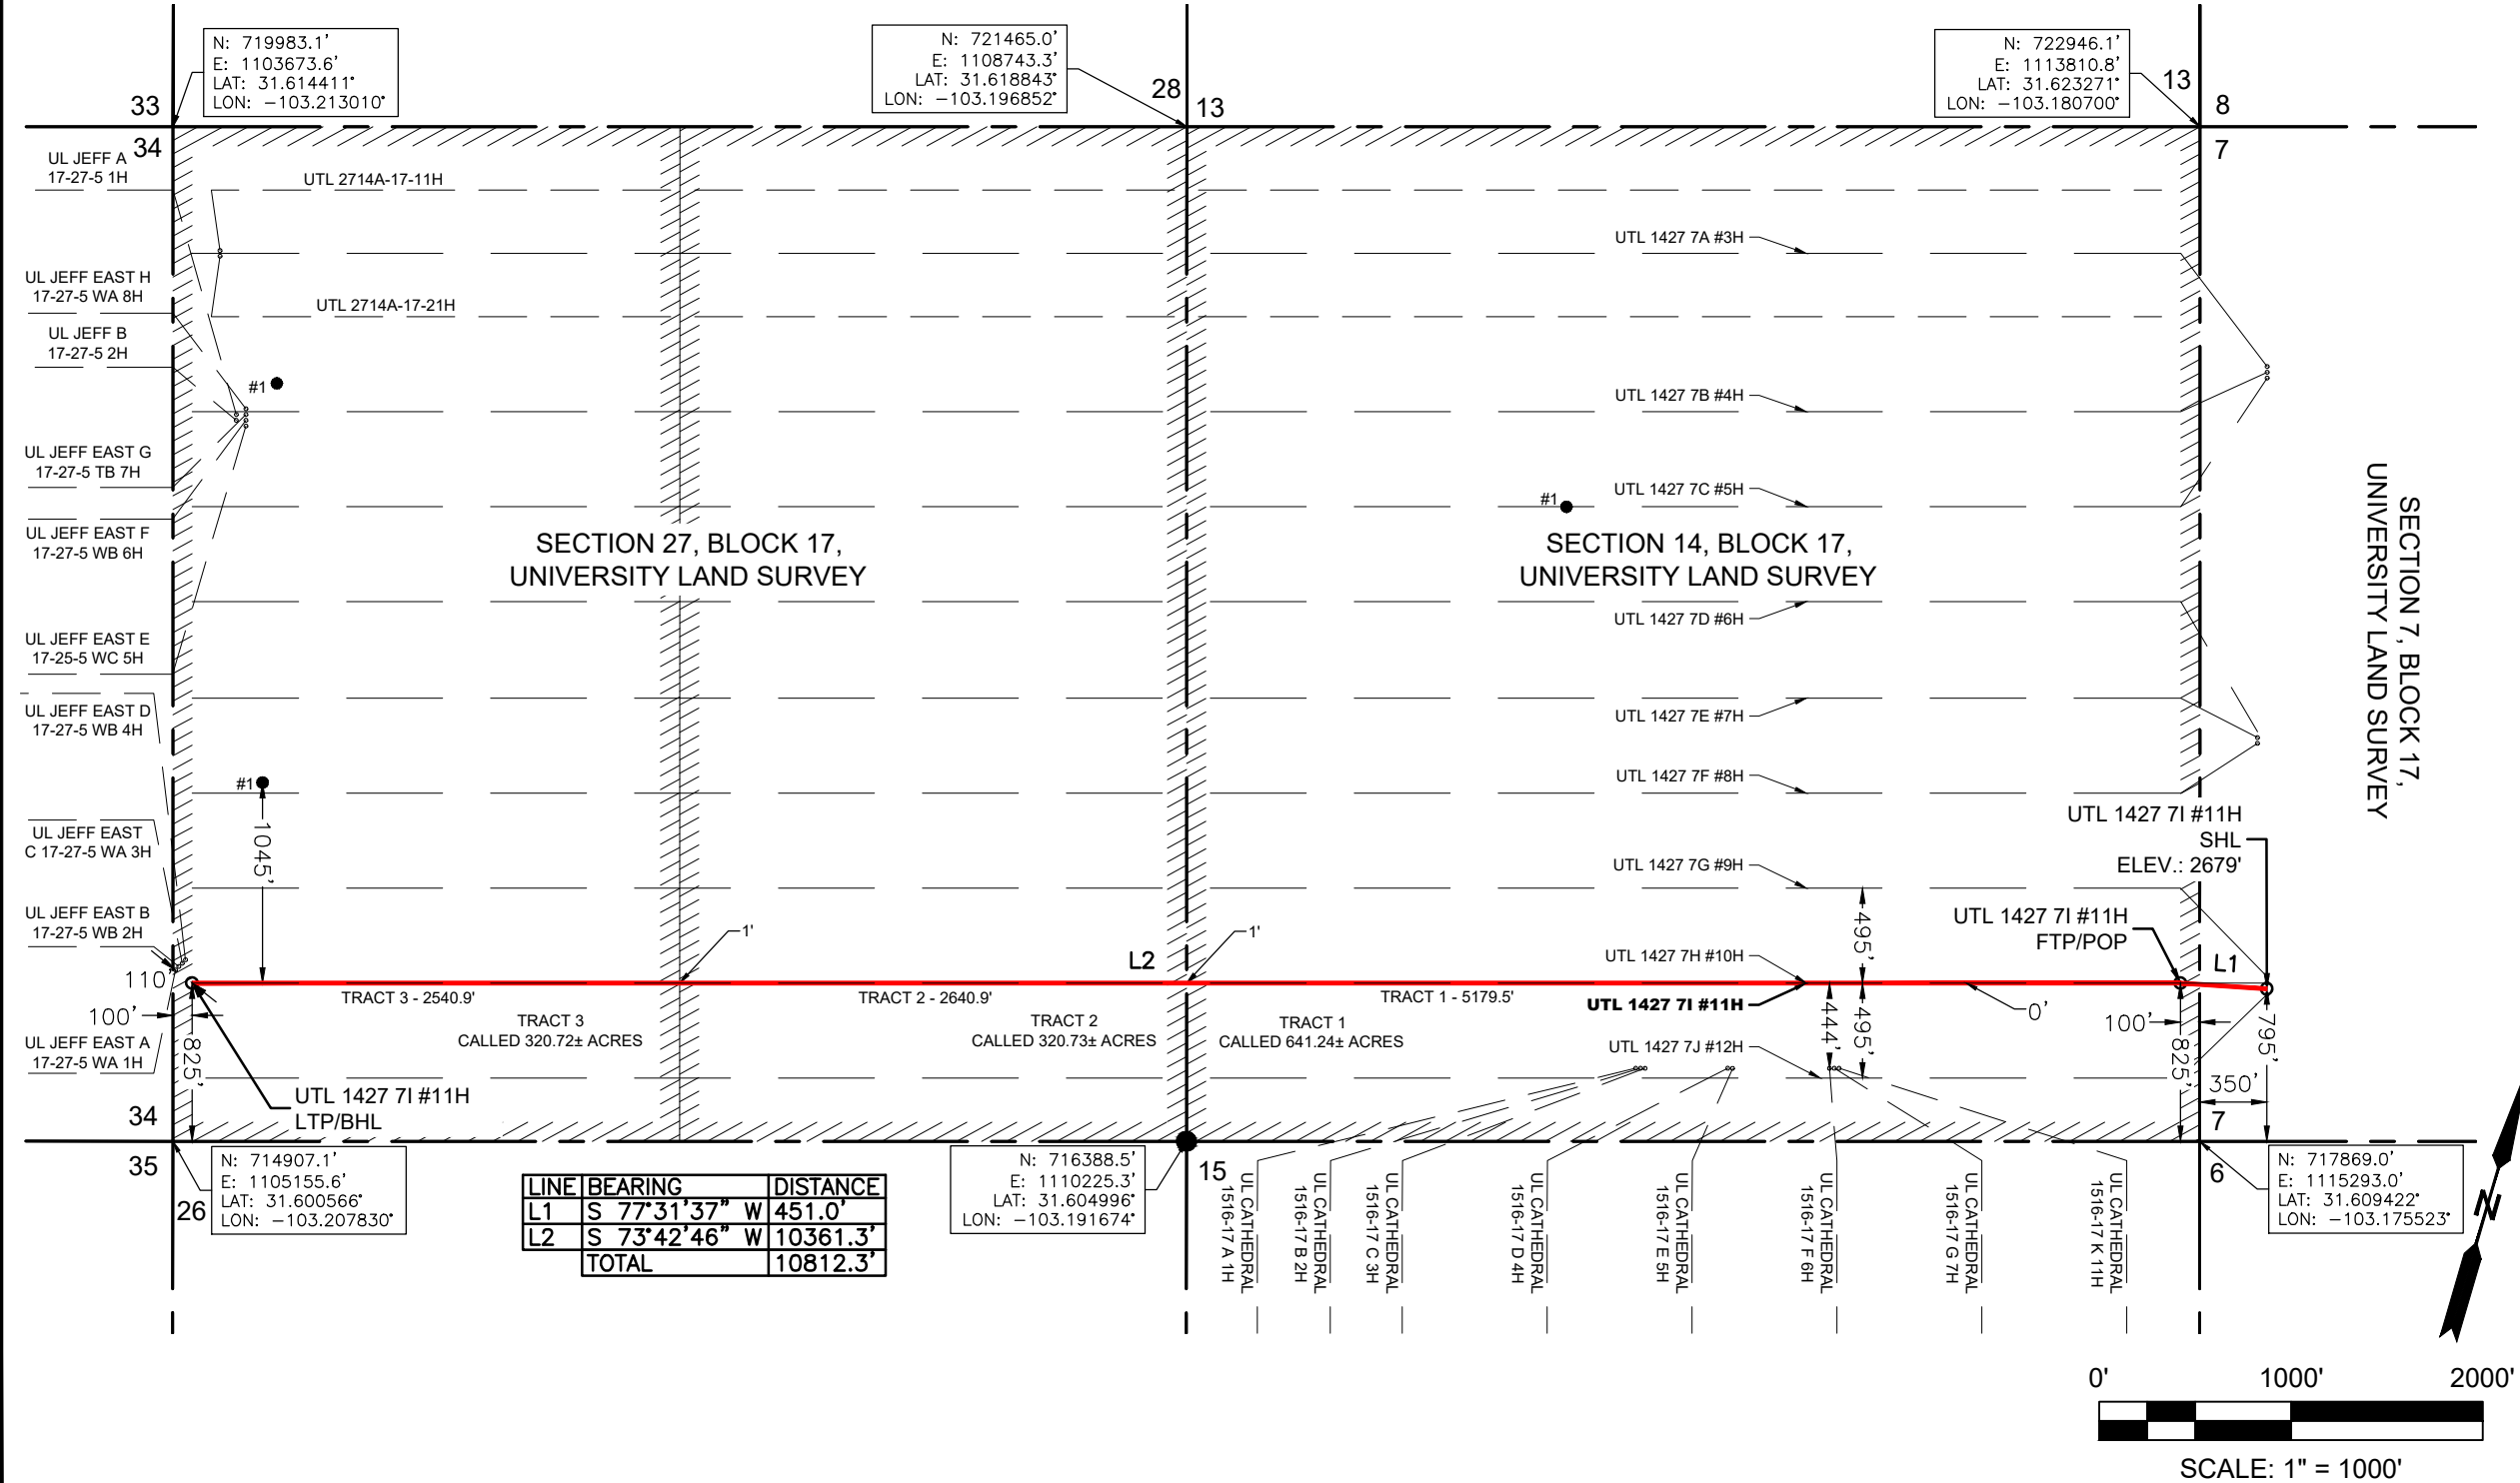 N: 719983.1'
E: 1103673.6'
LAT: 31.614411°
LON: −103.213010°
N: 721465.0'
E: 1108743.3'
LAT: 31.618843°
LON: −103.196852°
N: 722946.1'
E: 1113810.8'
LAT: 31.623271°
LON: −103.180700°
33
34
28
13
13
8
7
UL JEFF A
17-27-5 1H
UTL 2714A-17-11H
UTL 1427 7A #3H
UL JEFF EAST H
17-27-5 WA 8H
UTL 2714A-17-21H
UL JEFF B
17-27-5 2H
#1
UTL 1427 7B #4H
UL JEFF EAST G
17-27-5 TB 7H
#1
UTL 1427 7C #5H
UL JEFF EAST F
17-27-5 WB 6H
SECTION 27, BLOCK 17,
UNIVERSITY LAND SURVEY
SECTION 14, BLOCK 17,
UNIVERSITY LAND SURVEY
SECTION 7, BLOCK 17,
UNIVERSITY LAND SURVEY
UTL 1427 7D #6H
UL JEFF EAST E
17-25-5 WC 5H
UL JEFF EAST D
17-27-5 WB 4H
UTL 1427 7E #7H
#1
1045'
UTL 1427 7F #8H
UTL 1427 7I #11H
SHL
ELEV.: 2679'
UL JEFF EAST
C 17-27-5 WA 3H
UTL 1427 7G #9H
UL JEFF EAST B
17-27-5 WB 2H
1'
1'
495'
UTL 1427 7I #11H
FTP/POP
L2
UTL 1427 7H #10H
L1
110'
TRACT 3 - 2540.9'
TRACT 2 - 2640.9'
TRACT 1 - 5179.5'
UTL 1427 7I #11H
0'
100'
TRACT 3
CALLED 320.72± ACRES
TRACT 2
CALLED 320.73± ACRES
TRACT 1
CALLED 641.24± ACRES
444'
495'
100'
795'
UL JEFF EAST A
17-27-5 WA 1H
825'
UTL 1427 7J #12H
825'
350'
UTL 1427 7I #11H
LTP/BHL
34
35
26
15
7
6
N: 714907.1'
E: 1105155.6'
LAT: 31.600566°
LON: −103.207830°
LINE BEARING DISTANCE
L1 S 77°31'37" W 451.0'
L2 S 73°42'46" W 10361.3'
TOTAL 10812.3'
N: 716388.5'
E: 1110225.3'
LAT: 31.604996°
LON: −103.191674°
UL CATHEDRAL
1516-17 A 1H
UL CATHEDRAL
1516-17 B 2H
UL CATHEDRAL
1516-17 C 3H
UL CATHEDRAL
1516-17 D 4H
UL CATHEDRAL
1516-17 E 5H
UL CATHEDRAL
1516-17 F 6H
UL CATHEDRAL
1516-17 G 7H
UL CATHEDRAL
1516-17 K 11H
N: 717869.0'
E: 1115293.0'
LAT: 31.609422°
LON: −103.175523°
N
0' 1000' 2000'
SCALE: 1" = 1000'